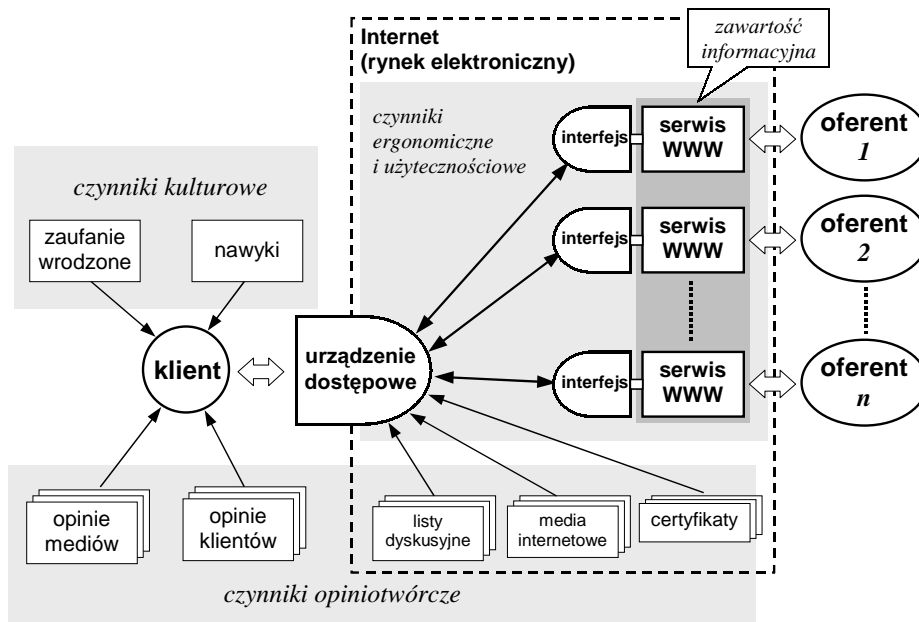 Internet
(rynek elektroniczny)
zawartość
informacyjna
czynniki
ergonomiczne
i użytecznościowe
interfejs
serwis
WWW
oferent
1
czynniki kulturowe
zaufanie
wrodzone
nawyki
interfejs
serwis
WWW
oferent
2
klient
urządzenie
dostępowe
interfejs
serwis
WWW
oferent
n
opinie
mediów
opinie
klientów
listy
dyskusyjne
media
internetowe
certyfikaty
czynniki opiniotwórcze